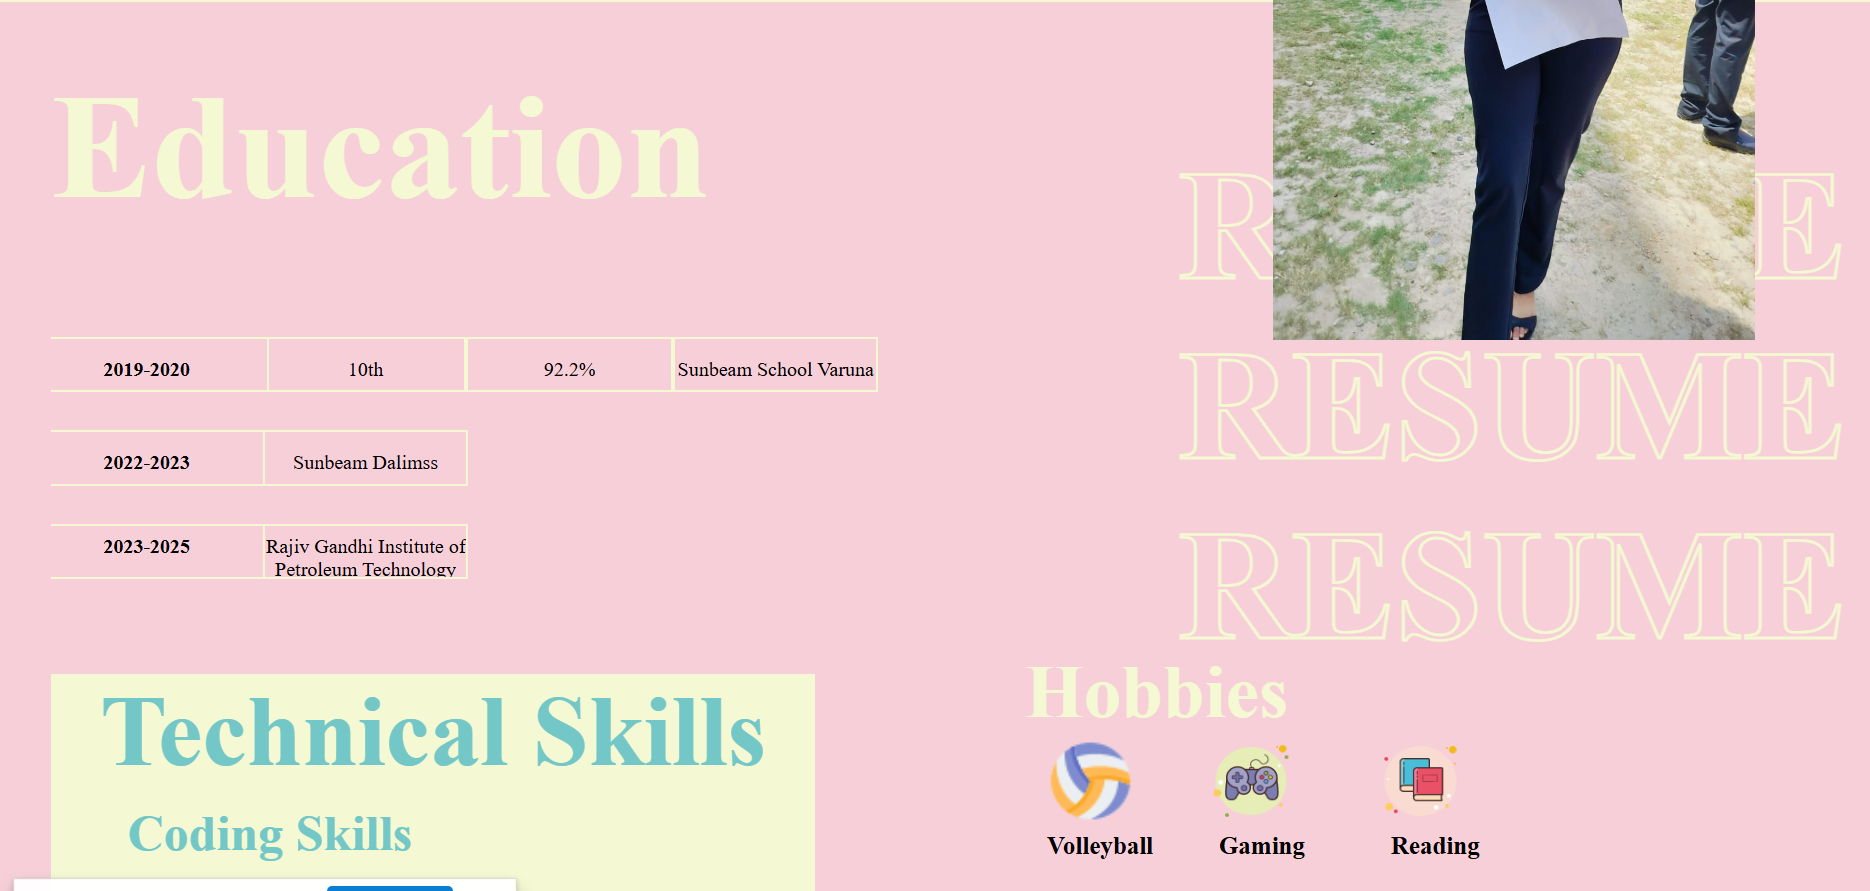 Education
2019-2020 10th 92.2% Sunbeam School Varuna
2022-2023 Sunbeam Dalimss
2023-2025 Rajiv Gandhi Institute of
Petroleum Technology
Technical Skills
Coding Skills
R E
RESUME
RESUME
Hobbies
Volleyball Gaming Reading